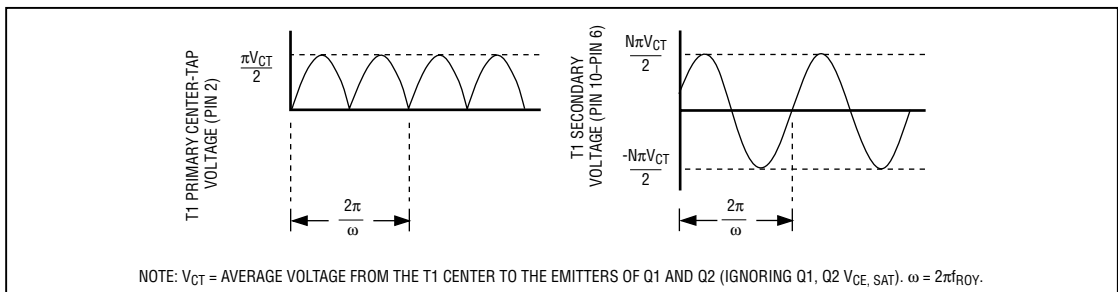 T1 PRIMARY CENTER-TAP
VOLTAGE (PIN 2)
πV_CT
2
2π
ω
T1 SECONDARY
VOLTAGE (PIN 10–PIN 6)
NπV_CT
2
-NπV_CT
2
2π
ω
NOTE: V_CT = AVERAGE VOLTAGE FROM THE T1 CENTER TO THE EMITTERS OF Q1 AND Q2 (IGNORING Q1, Q2 V_CE, SAT). ω = 2πf_ROY.